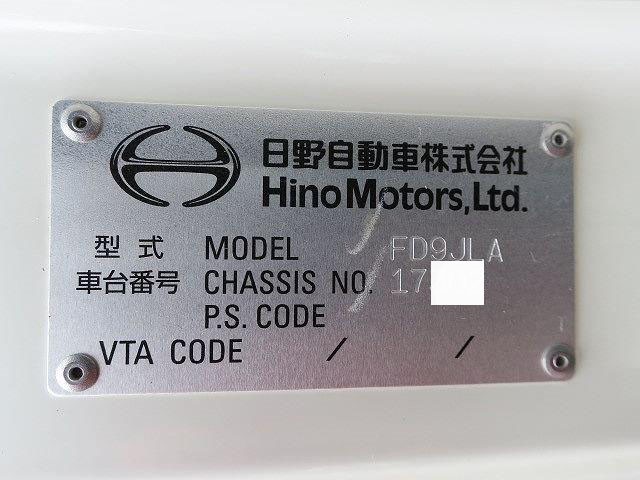 日野自動車株式会社
Hino Motors, Ltd.
型式 MODEL FD9JLA
車台番号 CHASSIS NO. 17
P.S. CODE
VTA CODE / /